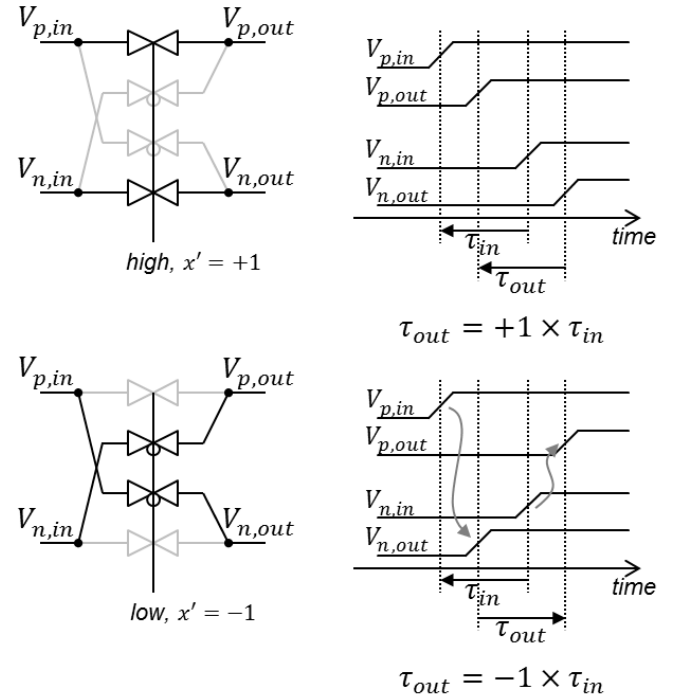 V_{p,in} V_{p,out}
V_{n,in} V_{n,out}
high, x′ = +1
V_{p,in}
V_{p,out}
V_{n,in}
V_{n,out}
τ_{in} time
τ_{out}
τ_{out} = +1 × τ_{in}
V_{p,in} V_{p,out}
V_{n,in} V_{n,out}
low, x′ = −1
V_{p,in}
V_{p,out}
V_{n,in}
V_{n,out}
τ_{in} time
τ_{out}
τ_{out} = −1 × τ_{in}